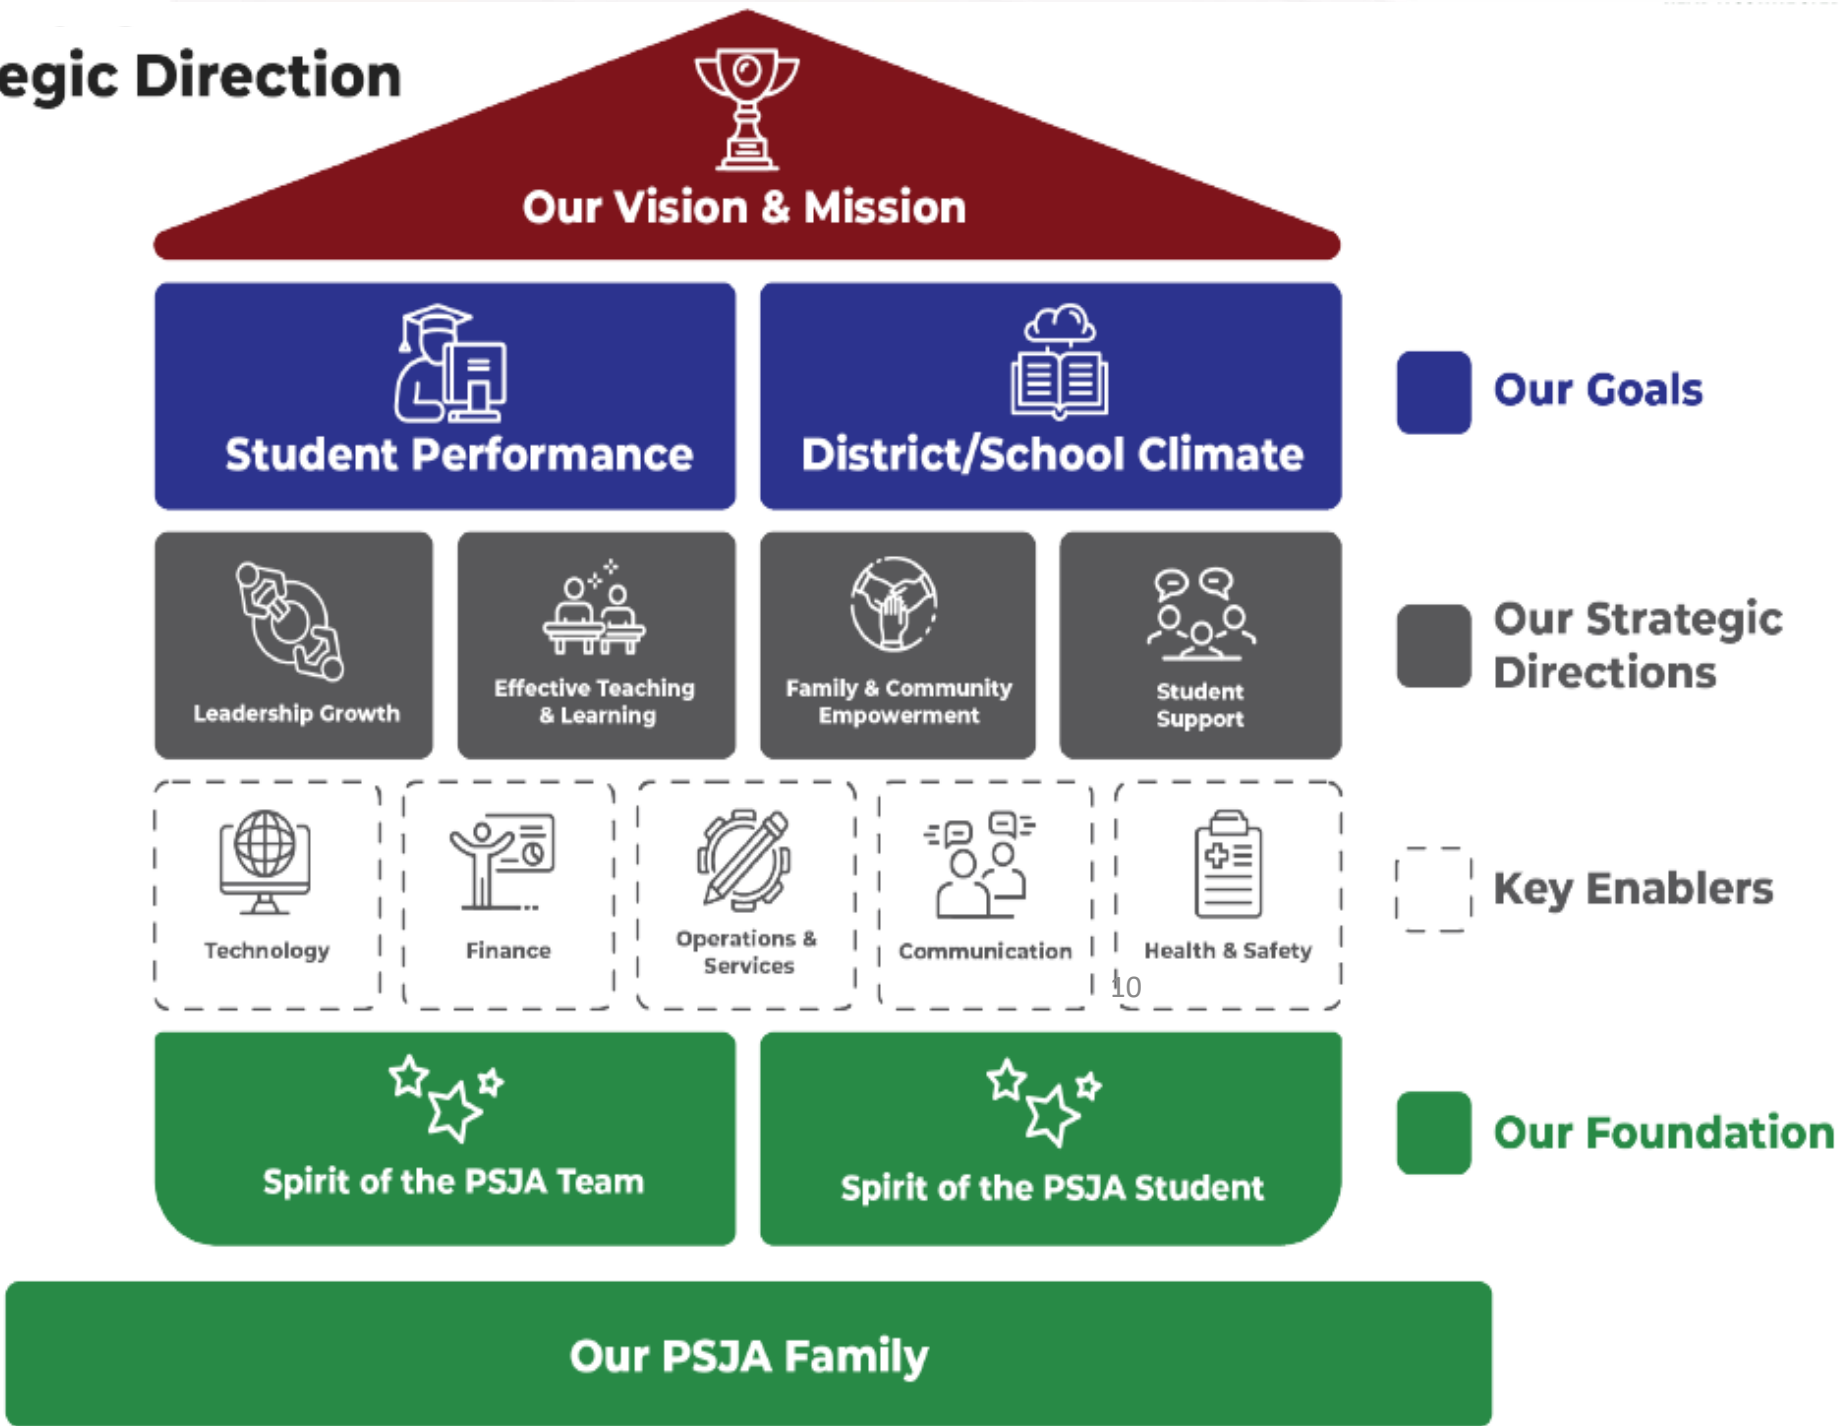 egic Direction
Our Vision & Mission
Student Performance
District/School Climate
Our Goals
Leadership Growth
Effective Teaching
& Learning
Family & Community
Empowerment
Student
Support
Our Strategic
Directions
Technology
Finance
Operations &
Services
Communication
Health & Safety
10
Key Enablers
Spirit of the PSJA Team
Spirit of the PSJA Student
Our Foundation
Our PSJA Family